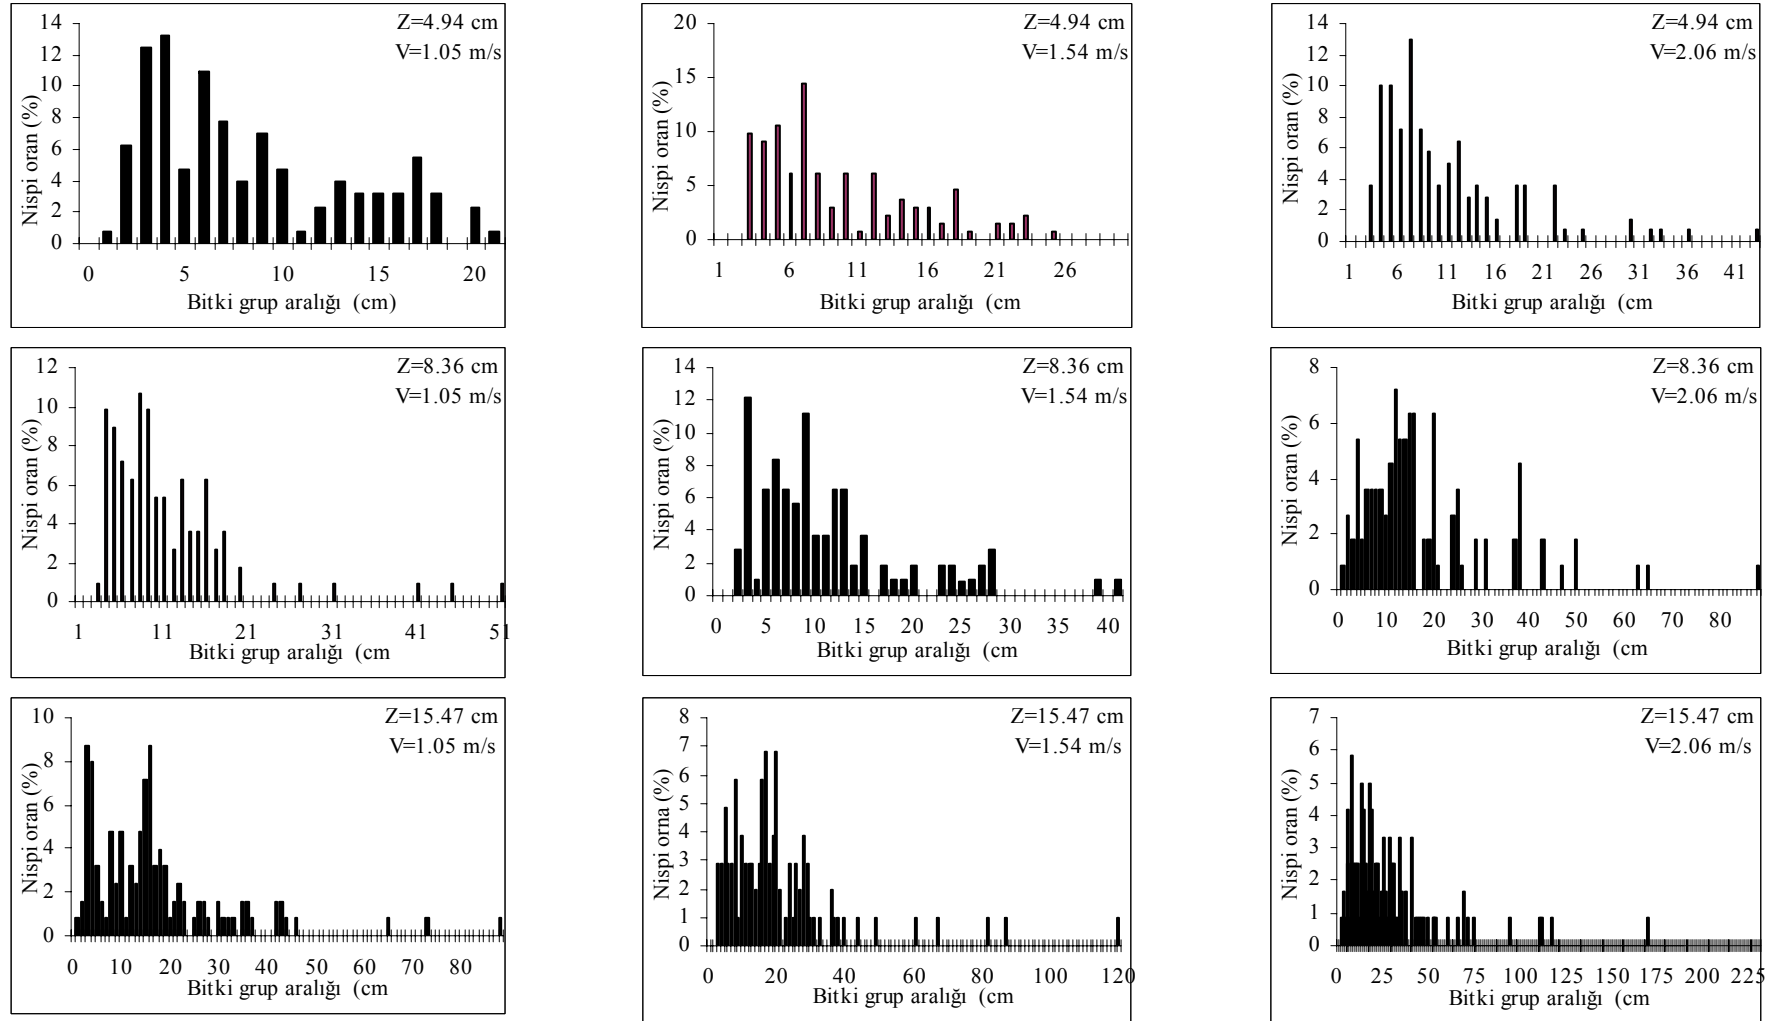 Z=4.94 cm
V=1.05 m/s
Nispi oran (%)
14
12
10
8
6
4
2
0
0 5 10 15 20
Bitki grup aralığı (cm)
Z=4.94 cm
V=1.54 m/s
Nispi oran (%)
20
15
10
5
0
1 6 11 16 21 26
Bitki grup aralığı (cm
Z=4.94 cm
V=2.06 m/s
Nispi oran (%)
14
12
10
8
6
4
2
0
1 6 11 16 21 26 31 36 41
Bitki grup aralığı (cm
Z=8.36 cm
V=1.05 m/s
Nispi oran (%)
12
10
8
6
4
2
0
1 11 21 31 41 51
Bitki grup aralığı (cm
Z=8.36 cm
V=1.54 m/s
Nispi oran (%)
14
12
10
8
6
4
2
0
0 5 10 15 20 25 30 35 40
Bitki grup aralığı (cm
Z=8.36 cm
V=2.06 m/s
Nispi oran (%)
8
6
4
2
0
0 10 20 30 40 50 60 70 80
Bitki grup aralığı (cm
Z=15.47 cm
V=1.05 m/s
Nispi oran (%)
10
8
6
4
2
0
0 10 20 30 40 50 60 70 80
Bitki grup aralığı (cm
Z=15.47 cm
V=1.54 m/s
Nispi orna (%)
8
7
6
5
4
3
2
1
0
0 20 40 60 80 100 120
Bitki grup aralığı (cm
Z=15.47 cm
V=2.06 m/s
Nispi oran (%)
7
6
5
4
3
2
1
0
0 25 50 75 100 125 150 175 200 225
Bitki grup aralığı (cm